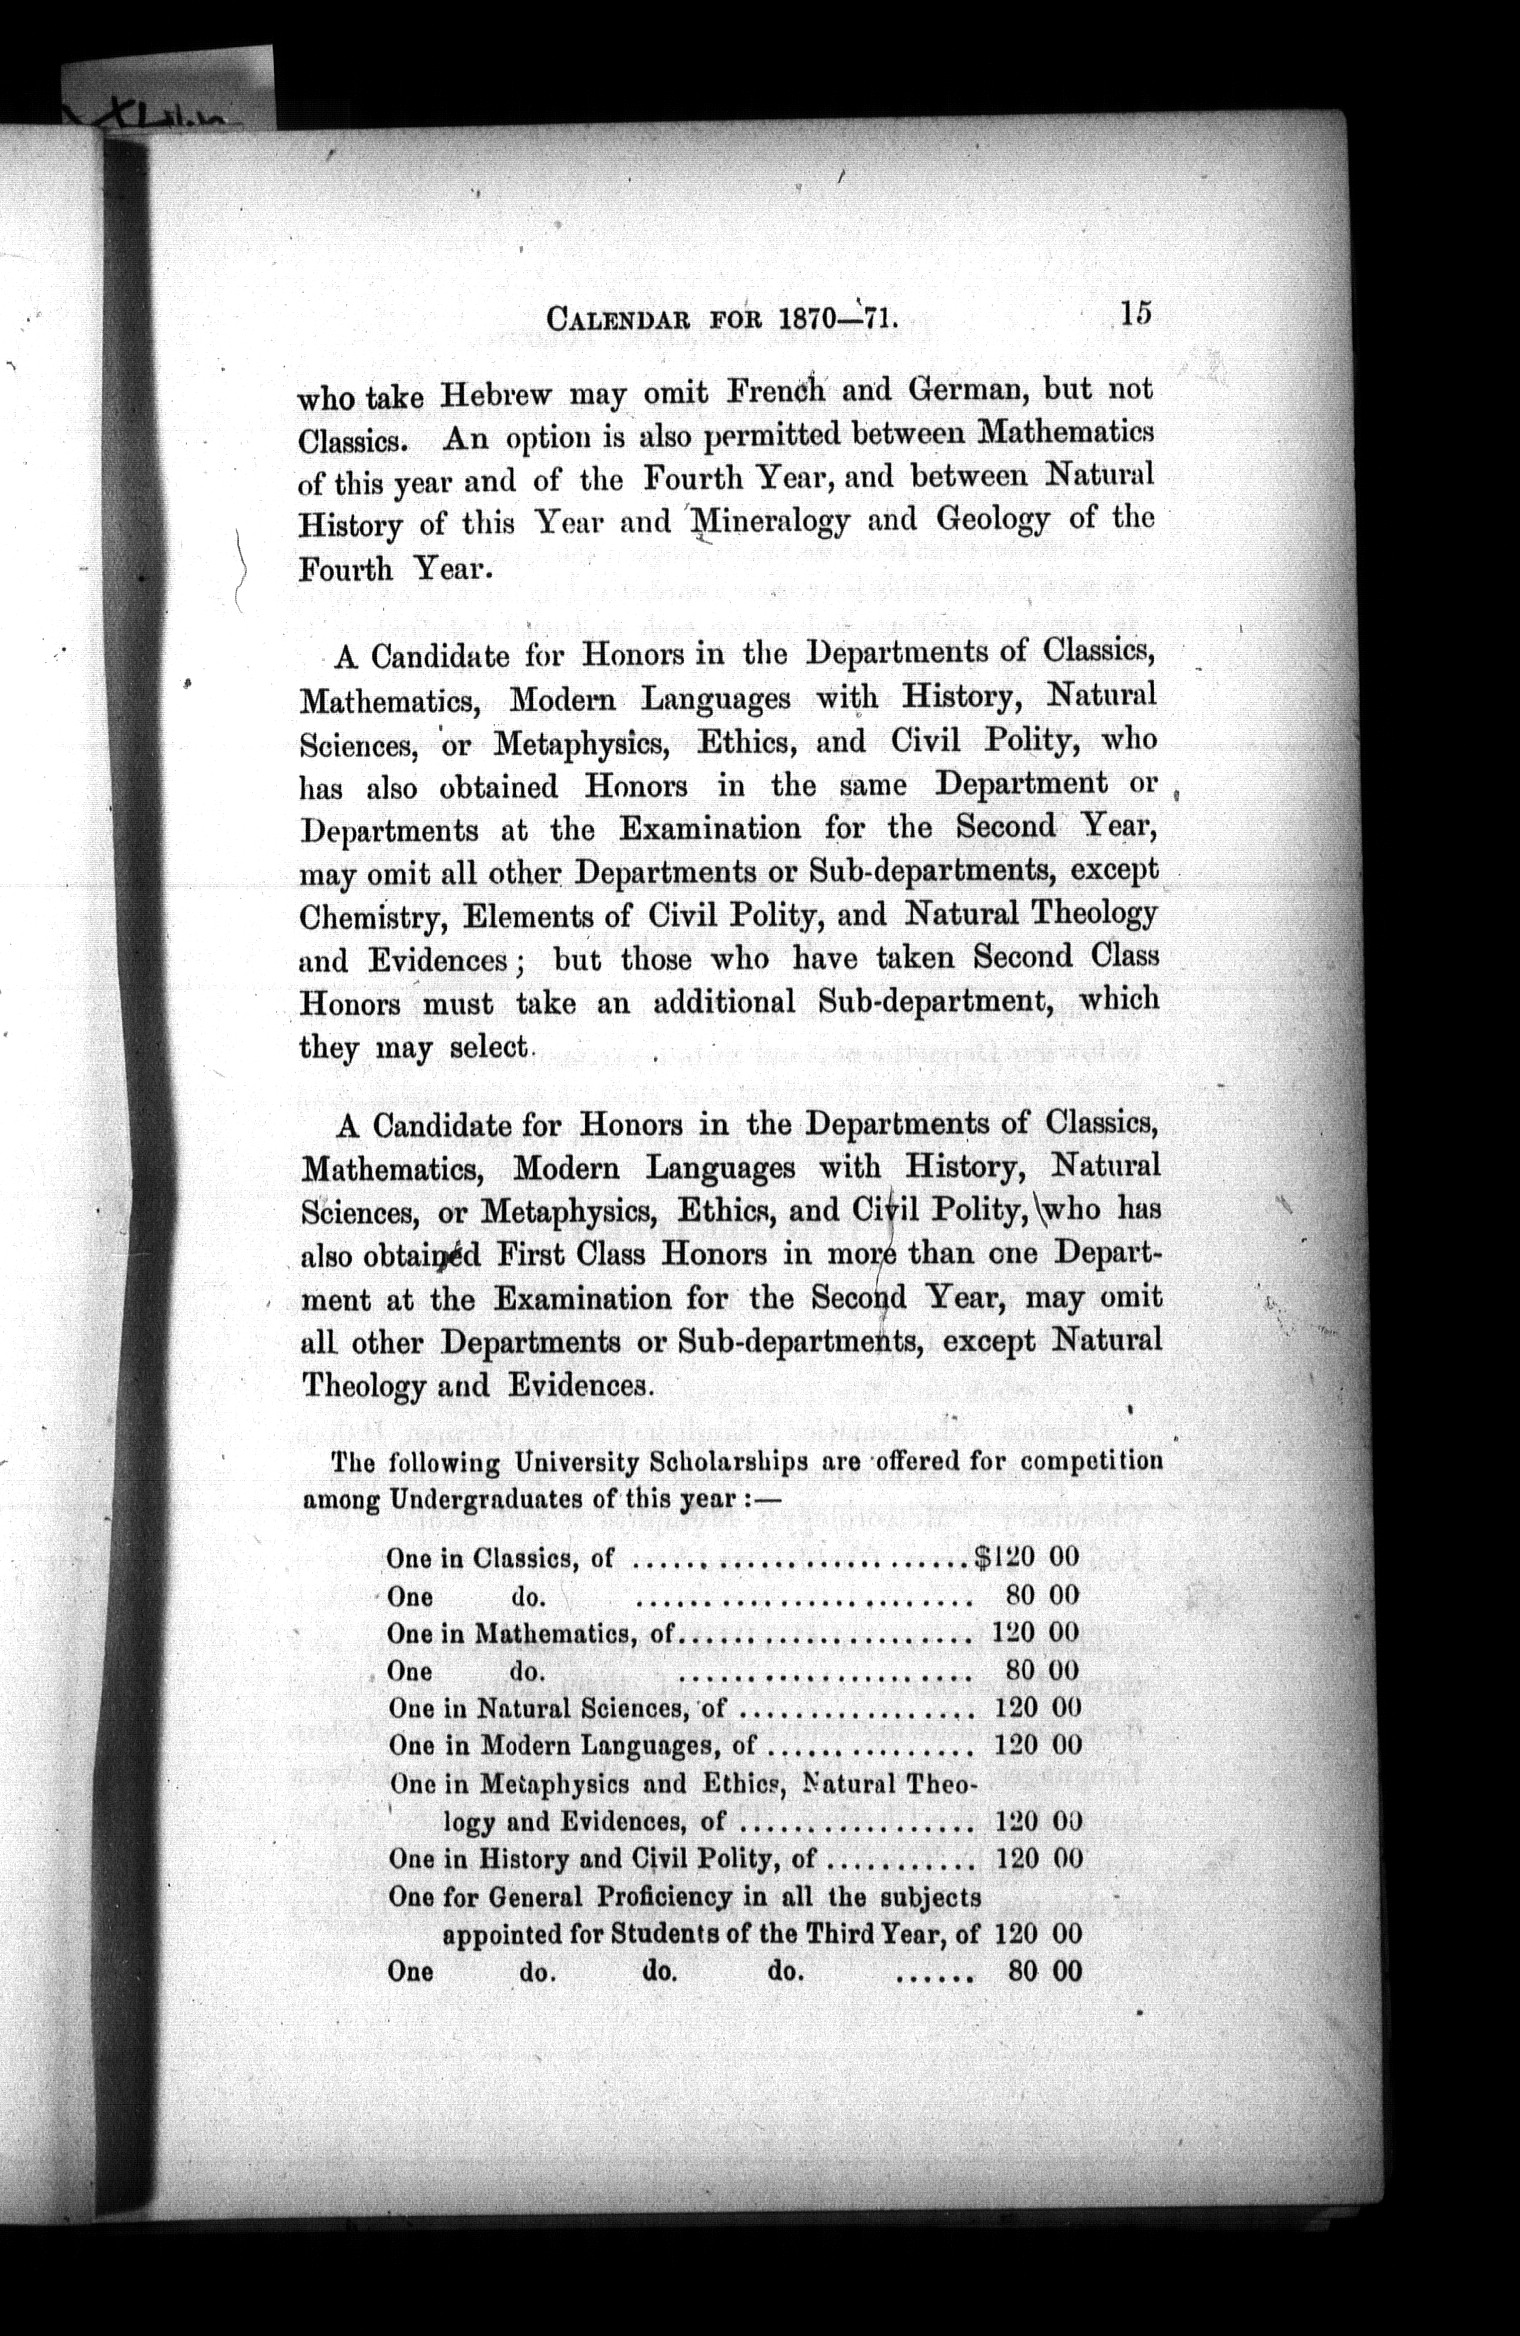 CALENDAR FOR 1870—71. 15
who take Hebrew may omit French and German, but not
Classics. An option is also permitted between Mathematics
of this year and of the Fourth Year, and between Natural
History of this Year and Mineralogy and Geology of the
Fourth Year.
A Candidate for Honors in the Departments of Classics,
Mathematics, Modern Languages with History, Natural
Sciences, or Metaphysics, Ethics, and Civil Polity, who
has also obtained Honors in the same Department or
Departments at the Examination for the Second Year,
may omit all other Departments or Sub-departments, except
Chemistry, Elements of Civil Polity, and Natural Theology
and Evidences; but those who have taken Second Class
Honors must take an additional Sub-department, which
they may select.
A Candidate for Honors in the Departments of Classics,
Mathematics, Modern Languages with History, Natural
Sciences, or Metaphysics, Ethics, and Civil Polity, who has
also obtained First Class Honors in more than one Depart-
ment at the Examination for the Second Year, may omit
all other Departments or Sub-departments, except Natural
Theology and Evidences.
The following University Scholarships are offered for competition
among Undergraduates of this year:—
One in Classics, of ........................$120 00
One do. ........................ 80 00
One in Mathematics, of..................... 120 00
One do. ..................... 80 00
One in Natural Sciences, of ................. 120 00
One in Modern Languages, of ............... 120 00
One in Metaphysics and Ethics, Natural Theo-
logy and Evidences, of ................. 120 00
One in History and Civil Polity, of ........... 120 00
One for General Proficiency in all the subjects
appointed for Students of the Third Year, of 120 00
One do. do. do. ...... 80 00